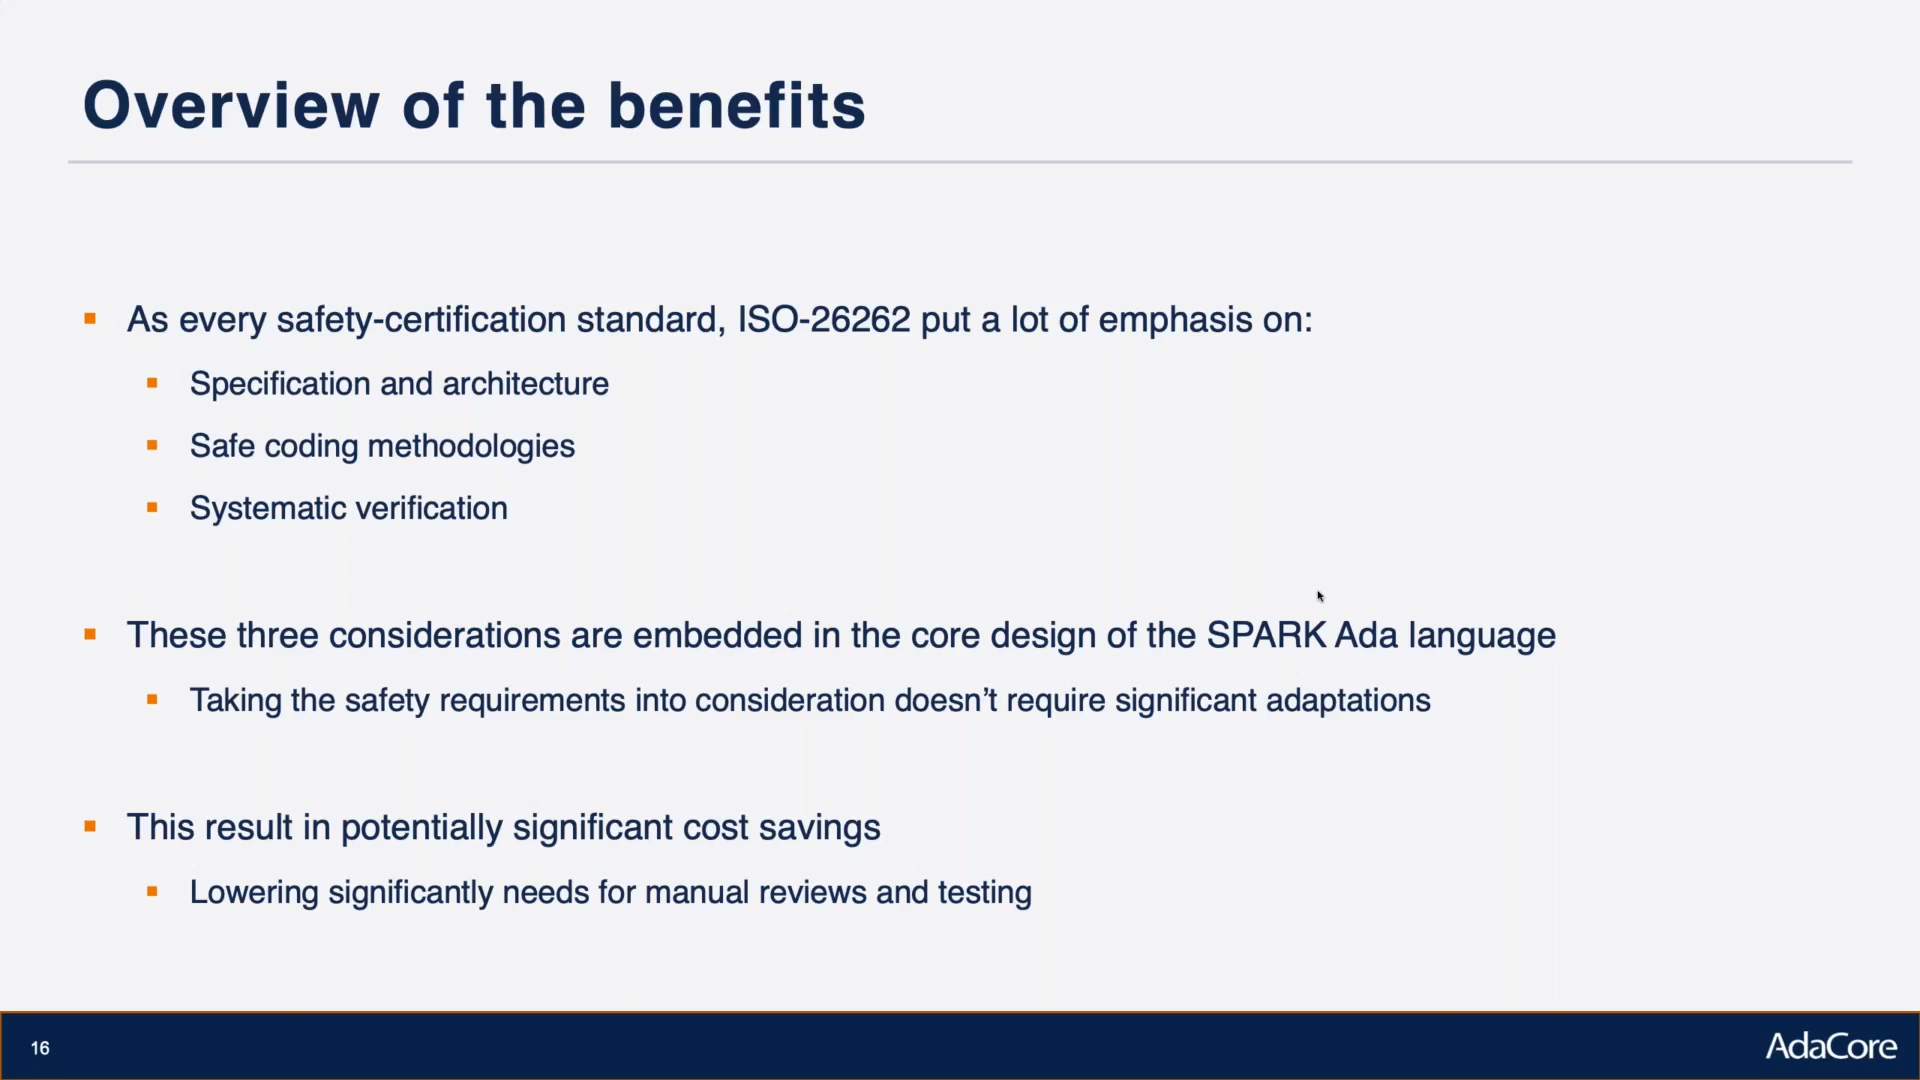 Overview of the benefits
As every safety-certification standard, ISO-26262 put a lot of emphasis on:
Specification and architecture
Safe coding methodologies
Systematic verification
These three considerations are embedded in the core design of the SPARK Ada language
Taking the safety requirements into consideration doesn’t require significant adaptations
This result in potentially significant cost savings
Lowering significantly needs for manual reviews and testing
16
AdaCore